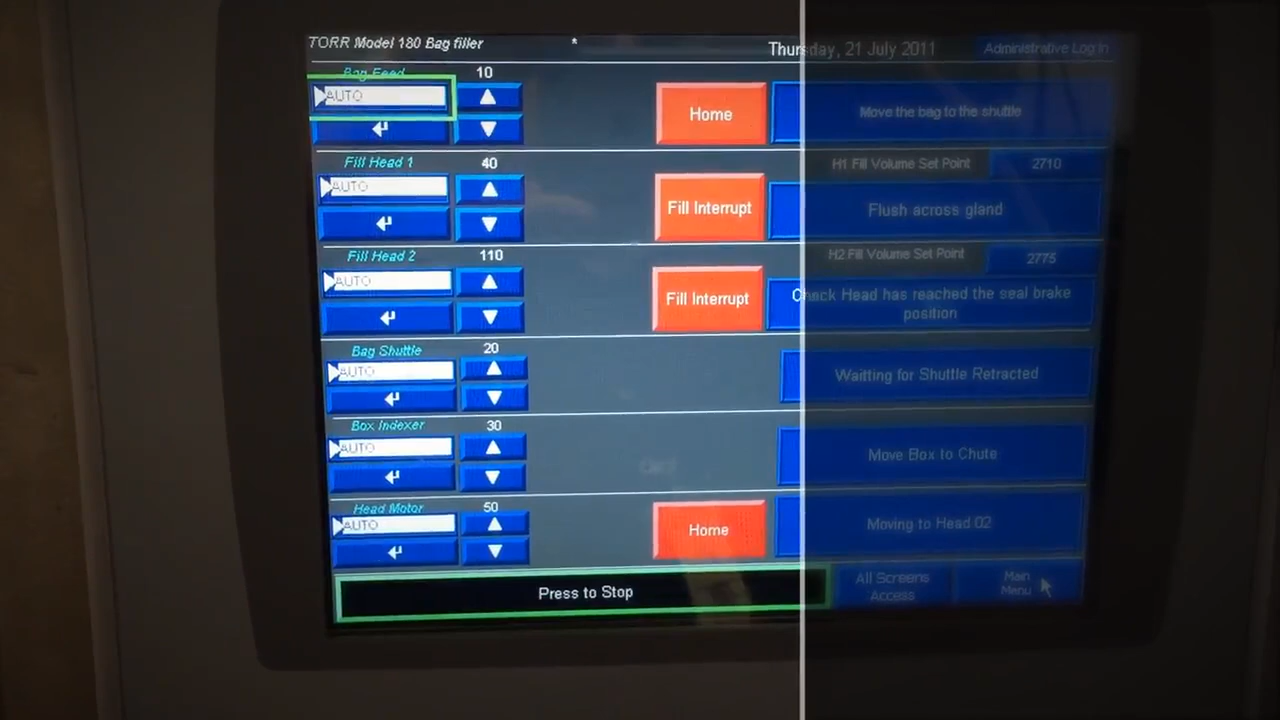 TORR Model 180 Bag filler * Thursday, 21 July 2011 Administrative Log In
Bag Feed 10
AUTO Home Move the bag to the shuttle
Fill Head 1 40 H1 Fill Volume Set Point 2710
AUTO Fill Interrupt Flush across gland
Fill Head 2 110 H2 Fill Volume Set Point 2775
AUTO Fill Interrupt Check Head has reached the seal brake
position
Bag Shuttle 20
AUTO Waitting for Shuttle Retracted
Box Indexer 30
AUTO Move Box to Chute
Head Motor 50
AUTO Home Moving to Head 02
Press to Stop All Screens Main
Access Menu